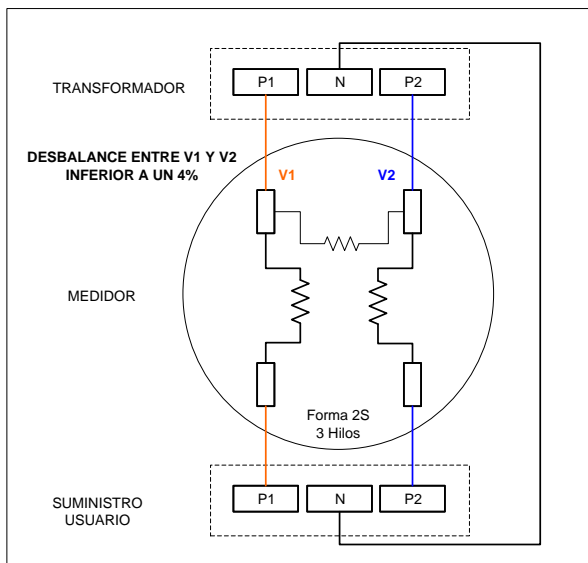 TRANSFORMADOR
P1
N
P2
DESBALANCE ENTRE V1 Y V2
INFERIOR A UN 4%
V1
V2
MEDIDOR
Forma 2S
3 Hilos
SUMINISTRO
USUARIO
P1
N
P2